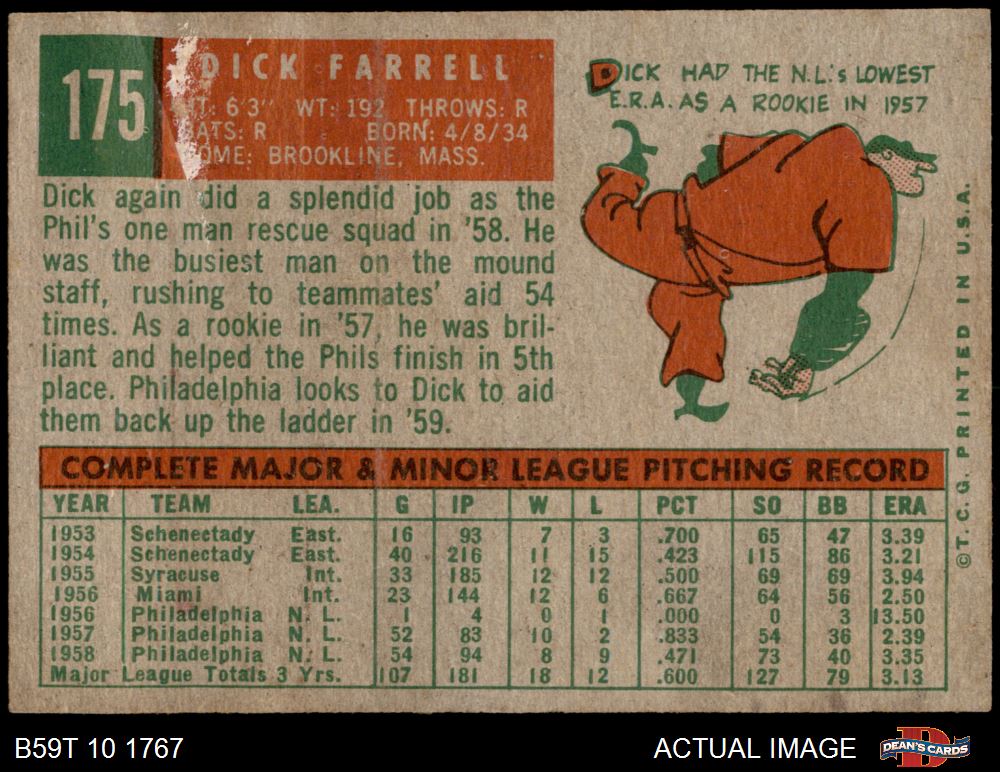 175
DICK FARRELL
HT: 6'3" WT: 192 THROWS: R
BATS: R BORN: 4/8/34
HOME: BROOKLINE, MASS.
DICK HAD THE N.L.'s LOWEST
E.R.A. AS A ROOKIE IN 1957
Dick again did a splendid job as the
Phil's one man rescue squad in '58. He
was the busiest man on the mound
staff, rushing to teammates' aid 54
times. As a rookie in '57, he was bril-
liant and helped the Phils finish in 5th
place. Philadelphia looks to Dick to aid
them back up the ladder in '59.
COMPLETE MAJOR & MINOR LEAGUE PITCHING RECORD
YEAR TEAM LEA. G IP W L PCT SO BB ERA
1953 Schenectady East. 16 93 7 3 .700 65 47 3.39
1954 Schenectady East. 40 216 11 15 .423 115 86 3.21
1955 Syracuse Int. 33 185 12 12 .500 69 69 3.94
1956 Miami Int. 23 144 12 6 .667 64 56 2.50
1956 Philadelphia N. L. 1 4 0 1 .000 0 3 13.50
1957 Philadelphia N. L. 52 83 10 2 .833 54 36 2.39
1958 Philadelphia N. L. 54 94 8 9 .471 73 40 3.35
Major League Totals 3 Yrs. 107 181 18 12 .600 127 79 3.13
©T.C.G. PRINTED IN U.S.A.
B59T 10 1767
ACTUAL IMAGE
DEAN'S CARDS